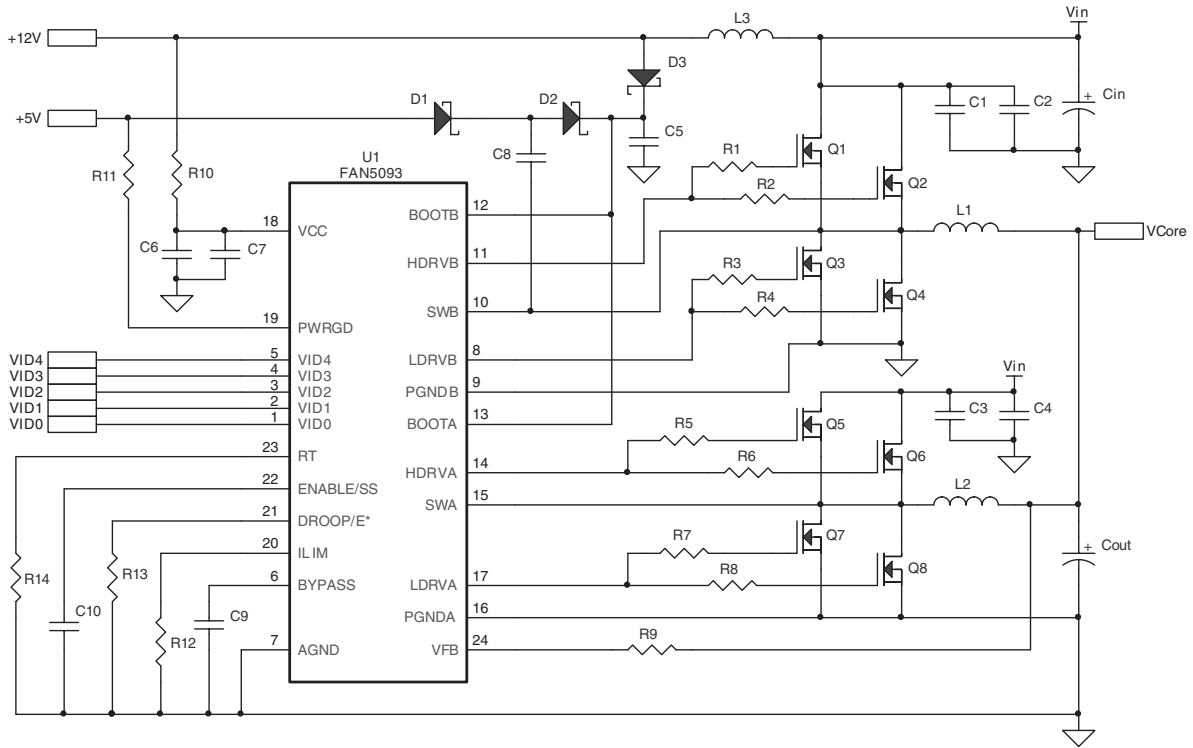 L3
Vin
+12V
D3
D1
D2
C1
C2
Cin
+5V
C5
C8
R1
Q1
R11
R10
U1
FAN5093
R2
Q2
18
VCC
BOOTB
12
L1
VCore
C6
C7
HDRVB
11
R3
Q3
R4
Q4
SWB
10
19
PWRGD
VID4
5
VID4
LDRVB
8
VID3
4
VID3
Vin
VID2
3
VID2
PGNDB
9
VID1
2
VID1
C3
C4
VID0
1
VID0
BOOTA
13
R5
Q5
23
RT
R6
Q6
HDRVA
14
22
ENABLE/SS
SWA
15
L2
21
DROOP/E*
R7
Q7
20
ILIM
Cout
R14
R13
R8
Q8
6
BYPASS
LDRVA
17
C10
C9
PGNDA
16
R12
R9
7
AGND
VFB
24